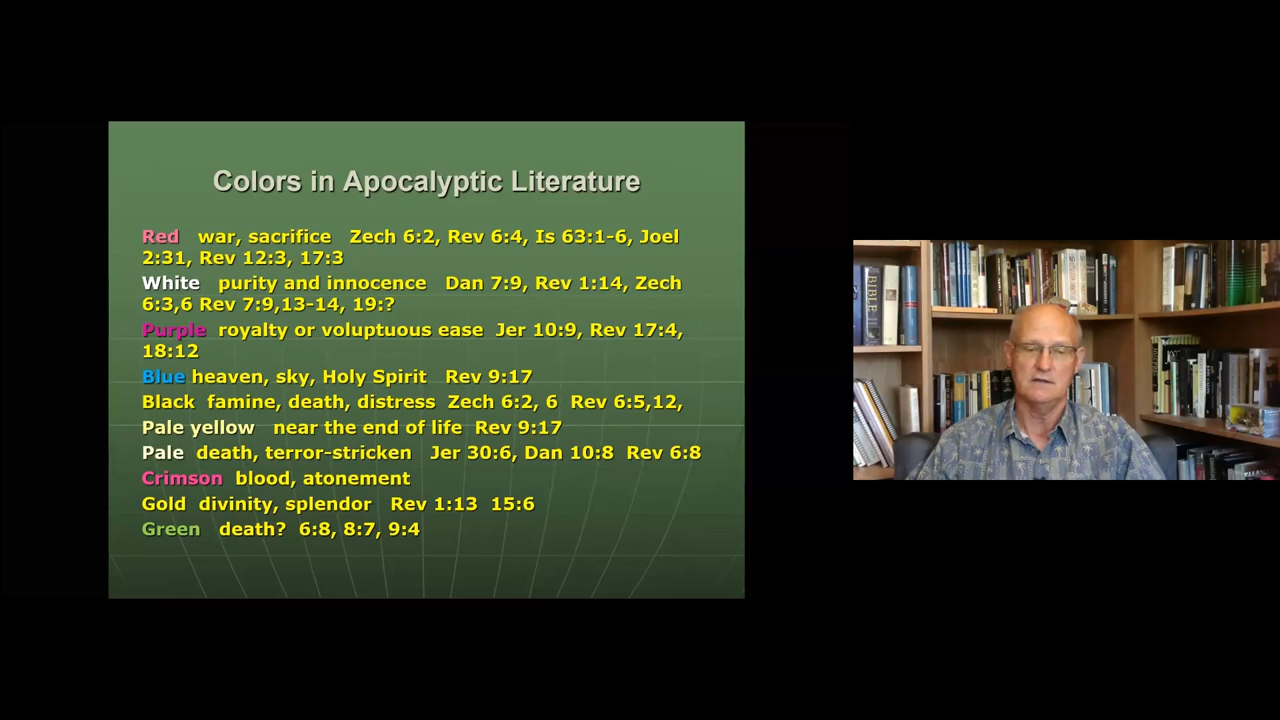 Colors in Apocalyptic Literature
Red war, sacrifice Zech 6:2, Rev 6:4, Is 63:1-6, Joel
2:31, Rev 12:3, 17:3
White purity and innocence Dan 7:9, Rev 1:14, Zech
6:3,6 Rev 7:9,13-14, 19:?
Purple royalty or voluptuous ease Jer 10:9, Rev 17:4,
18:12
Blue heaven, sky, Holy Spirit Rev 9:17
Black famine, death, distress Zech 6:2, 6 Rev 6:5,12,
Pale yellow near the end of life Rev 9:17
Pale death, terror-stricken Jer 30:6, Dan 10:8 Rev 6:8
Crimson blood, atonement
Gold divinity, splendor Rev 1:13 15:6
Green death? 6:8, 8:7, 9:4
BIBLE